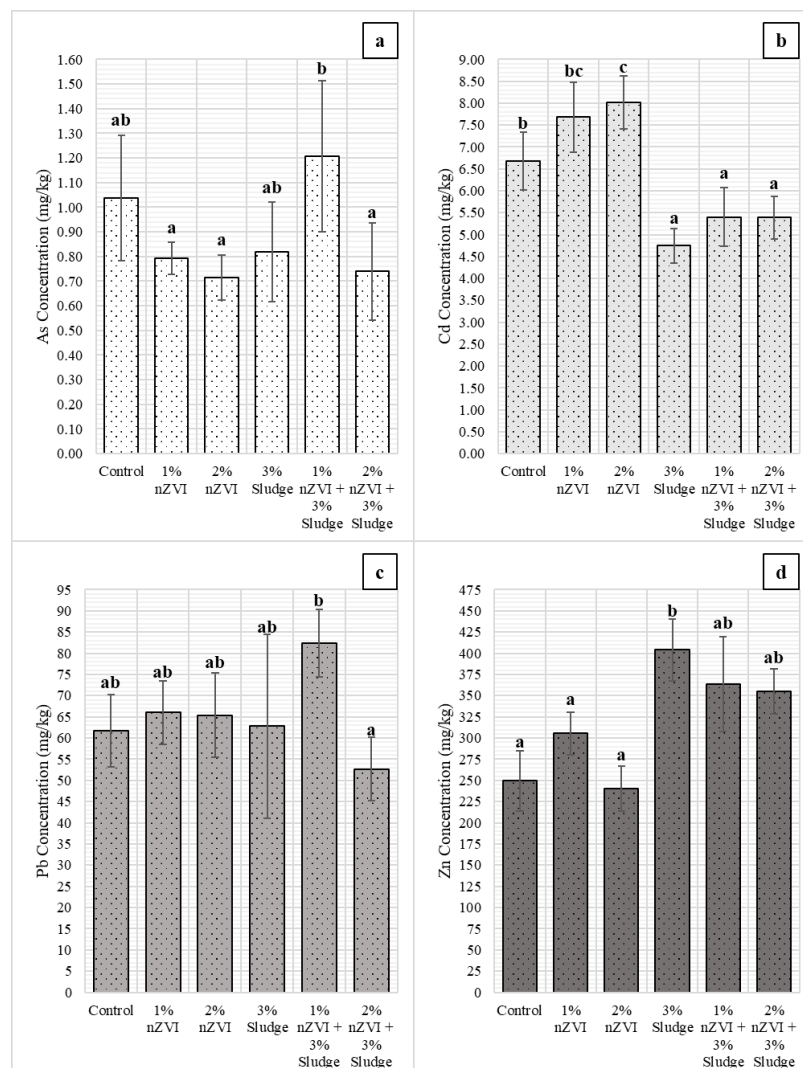 a
As Concentration (mg/kg)
1.60
1.50
1.40
1.30
1.20
1.10
1.00
0.90
0.80
0.70
0.60
0.50
0.40
0.30
0.20
0.10
0.00
ab
a
a
ab
b
a
Control
1%
nZVI
2%
nZVI
3%
Sludge
1%
nZVI +
3%
Sludge
2%
nZVI +
3%
Sludge
b
Cd Concentration (mg/kg)
9.00
8.50
8.00
7.50
7.00
6.50
6.00
5.50
5.00
4.50
4.00
3.50
3.00
2.50
2.00
1.50
1.00
0.50
0.00
b
bc
c
a
a
a
Control
1%
nZVI
2%
nZVI
3%
Sludge
1%
nZVI +
3%
Sludge
2%
nZVI +
3%
Sludge
c
Pb Concentration (mg/kg)
95
90
85
80
75
70
65
60
55
50
45
40
35
30
25
20
15
10
5
0
ab
ab
ab
ab
b
a
Control
1%
nZVI
2%
nZVI
3%
Sludge
1%
nZVI +
3%
Sludge
2%
nZVI +
3%
Sludge
d
Zn Concentration (mg/kg)
475
450
425
400
375
350
325
300
275
250
225
200
175
150
125
100
75
50
25
0
a
a
a
b
ab
ab
Control
1%
nZVI
2%
nZVI
3%
Sludge
1%
nZVI +
3%
Sludge
2%
nZVI +
3%
Sludge